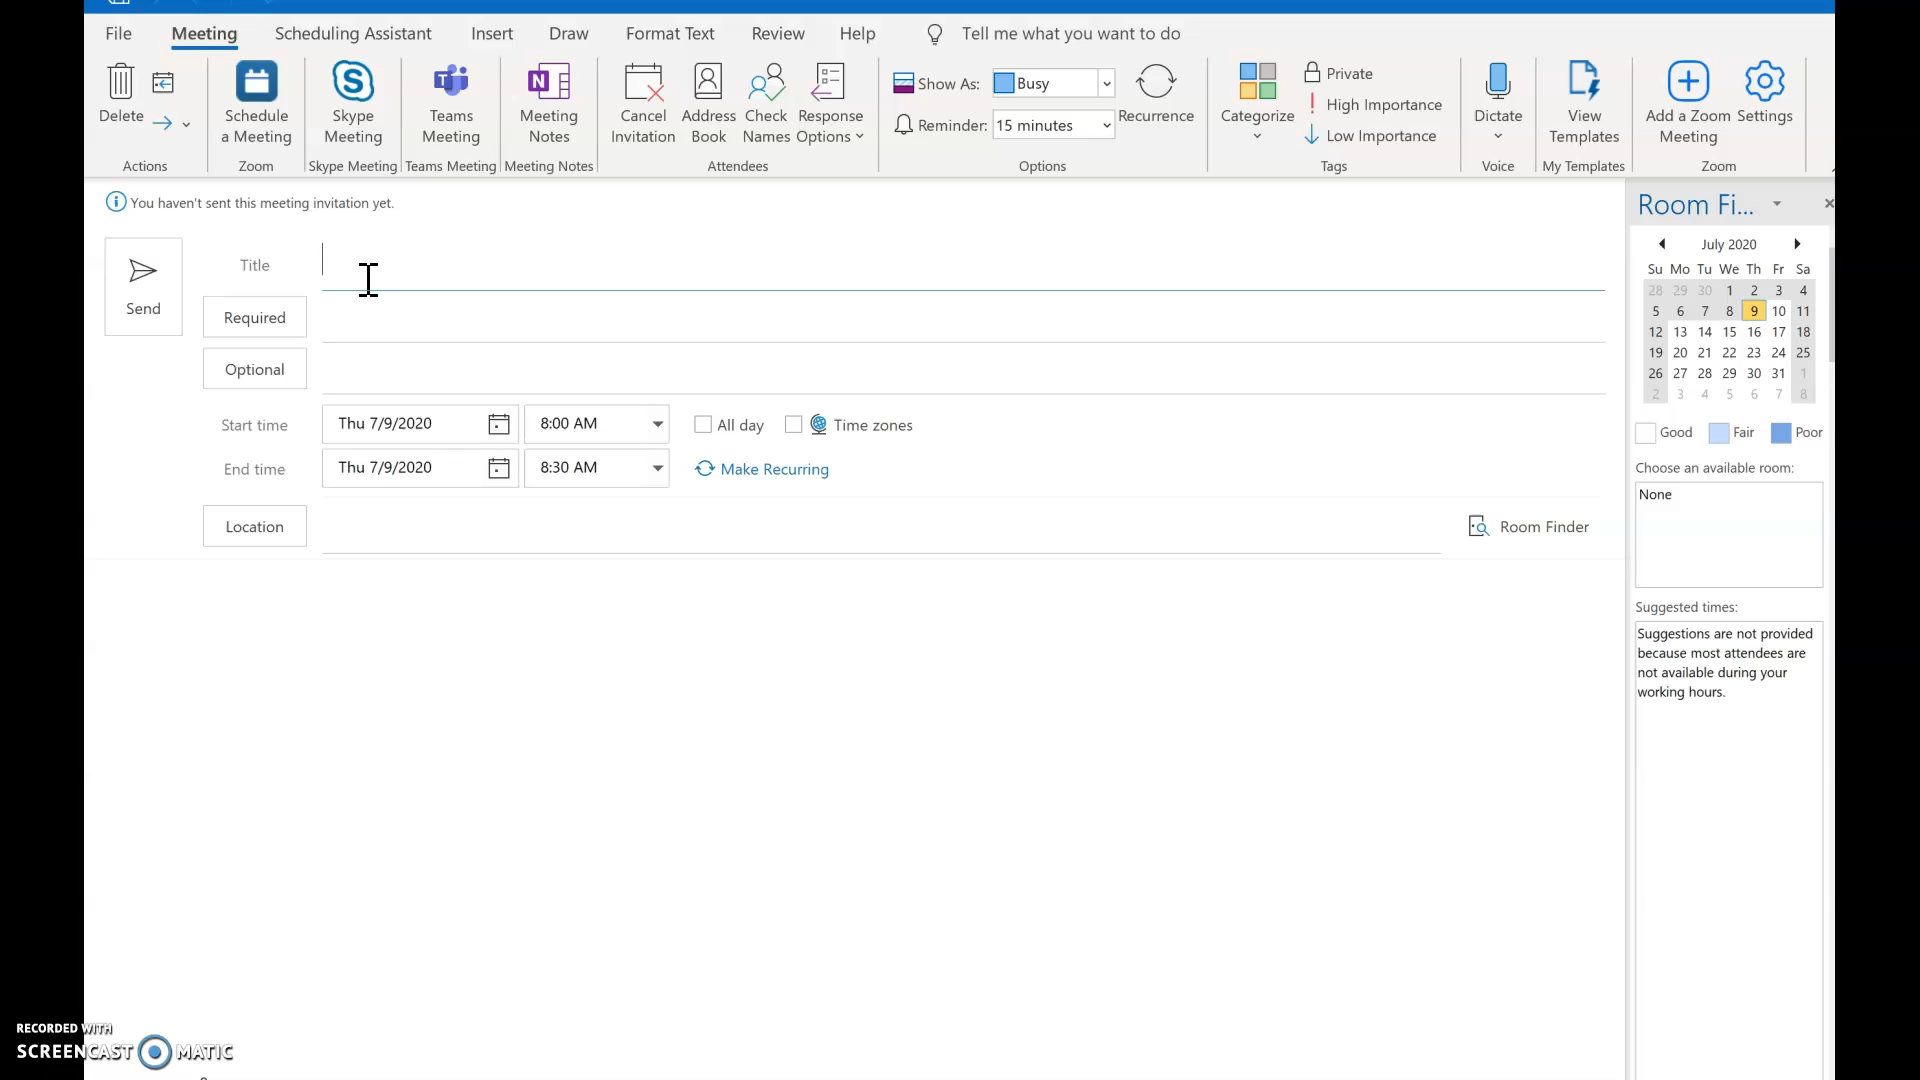 File Meeting Scheduling Assistant Insert Draw Format Text Review Help Tell me what you want to do
Delete
Actions
Schedule
a Meeting
Zoom
Skype
Meeting
Skype Meeting
Teams
Meeting
Teams Meeting
Meeting
Notes
Meeting Notes
Cancel
Invitation
Address
Book
Check
Names
Response
Options
Attendees
Show As: Busy
Reminder: 15 minutes
Recurrence
Options
Categorize
Private
High Importance
Low Importance
Tags
Dictate
Voice
View
Templates
My Templates
Add a Zoom
Meeting
Settings
Zoom
You haven't sent this meeting invitation yet.
Send
Title
Required
Optional
Start time Thu 7/9/2020 8:00 AM All day Time zones
End time Thu 7/9/2020 8:30 AM Make Recurring
Location Room Finder
Room Fi...
July 2020
Su Mo Tu We Th Fr Sa
28 29 30 1 2 3 4
5 6 7 8 9 10 11
12 13 14 15 16 17 18
19 20 21 22 23 24 25
26 27 28 29 30 31 1
2 3 4 5 6 7 8
Good Fair Poor
Choose an available room:
None
Suggested times:
Suggestions are not provided
because most attendees are
not available during your
working hours.
RECORDED WITH
SCREENCAST MATIC